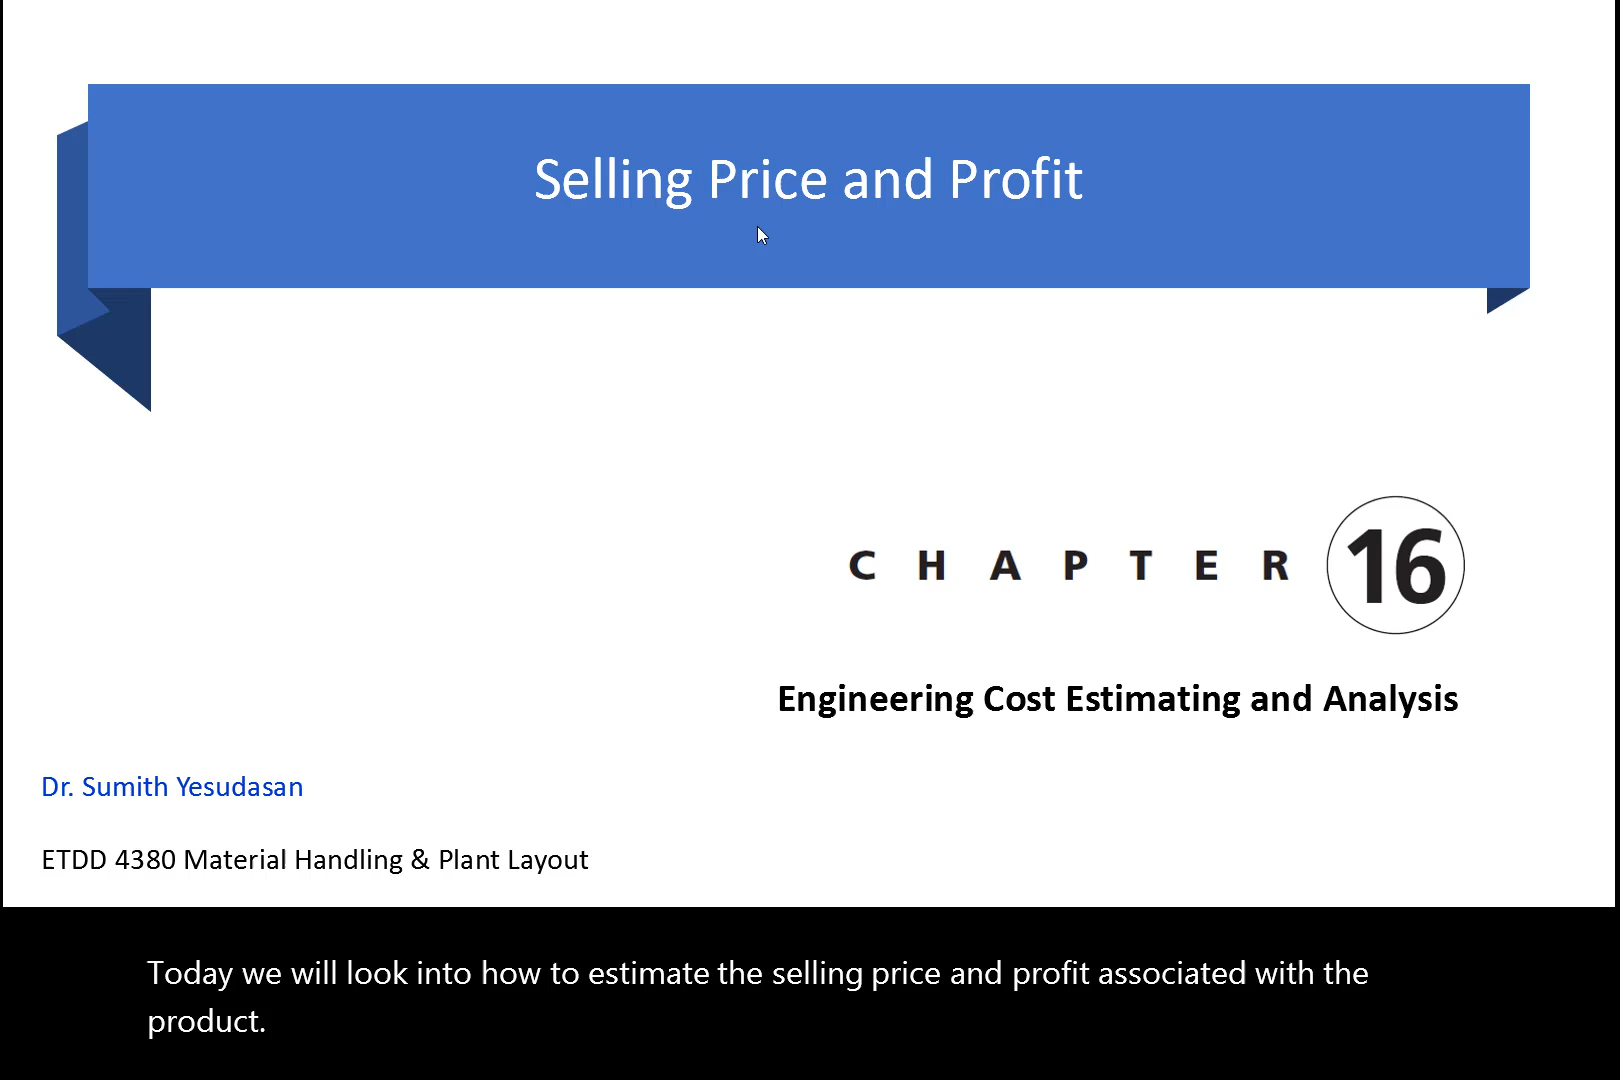 Selling Price and Profit
CHAPTER 16
Engineering Cost Estimating and Analysis
Dr. Sumith Yesudasan
ETDD 4380 Material Handling & Plant Layout
Today we will look into how to estimate the selling price and profit associated with the
product.